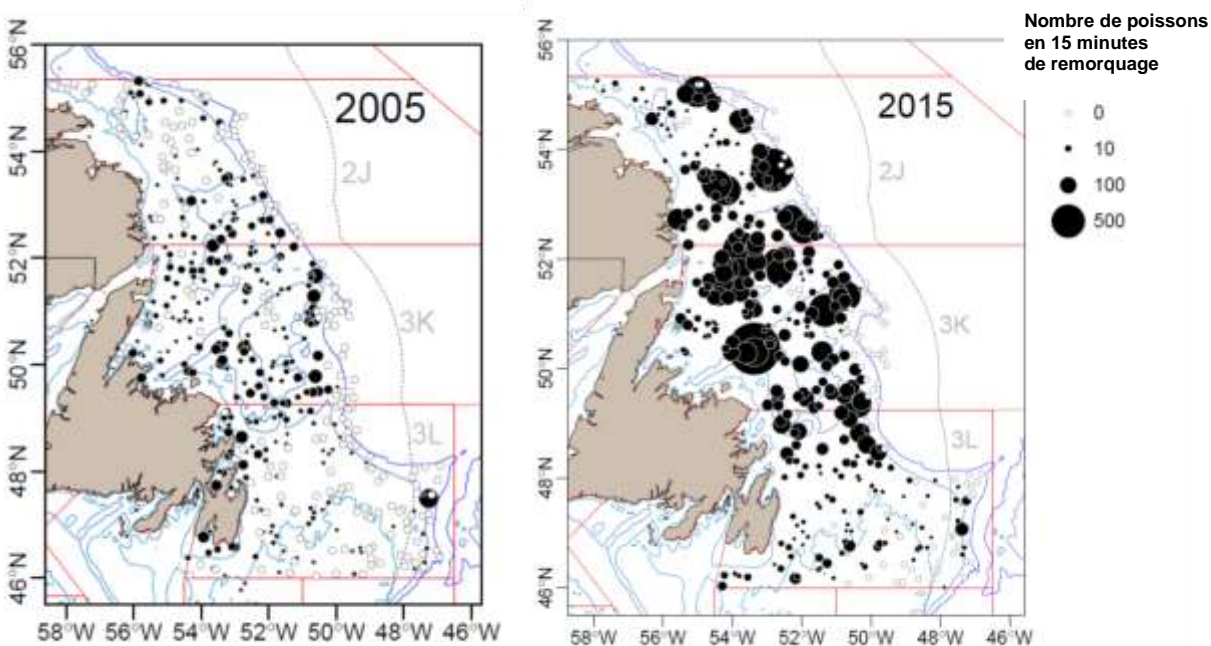 Nombre de poissons
en 15 minutes
de remorquage
0
10
100
500
2005
2J
3K
3L
56°N
54°N
52°N
50°N
48°N
46°N
58°W 56°W 54°W 52°W 50°W 48°W 46°W
2015
2J
3K
3L
56°N
54°N
52°N
50°N
48°N
46°N
58°W 56°W 54°W 52°W 50°W 48°W 46°W